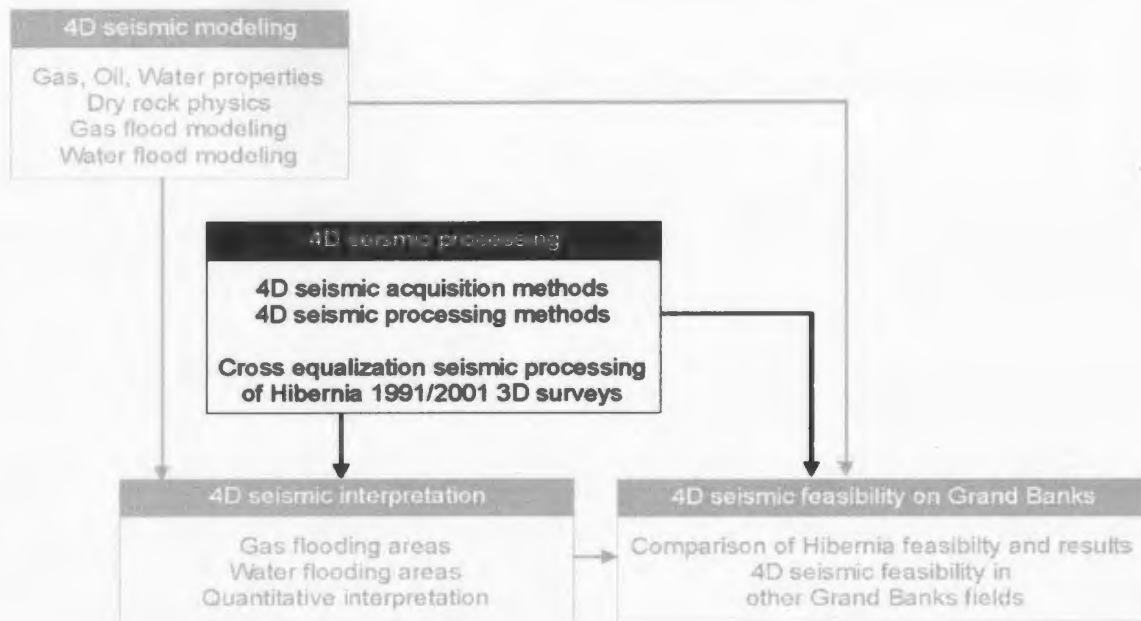 4D seismic modeling
Gas, Oil, Water properties
Dry rock physics
Gas flood modeling
Water flood modeling
4D seismic processing
4D seismic acquisition methods
4D seismic processing methods
Cross equalization seismic processing
of Hibernia 1991/2001 3D surveys
4D seismic interpretation
Gas flooding areas
Water flooding areas
Quantitative interpretation
4D seismic feasibility on Grand Banks
Comparison of Hibernia feasibilty and results
4D seismic feasibility in
other Grand Banks fields